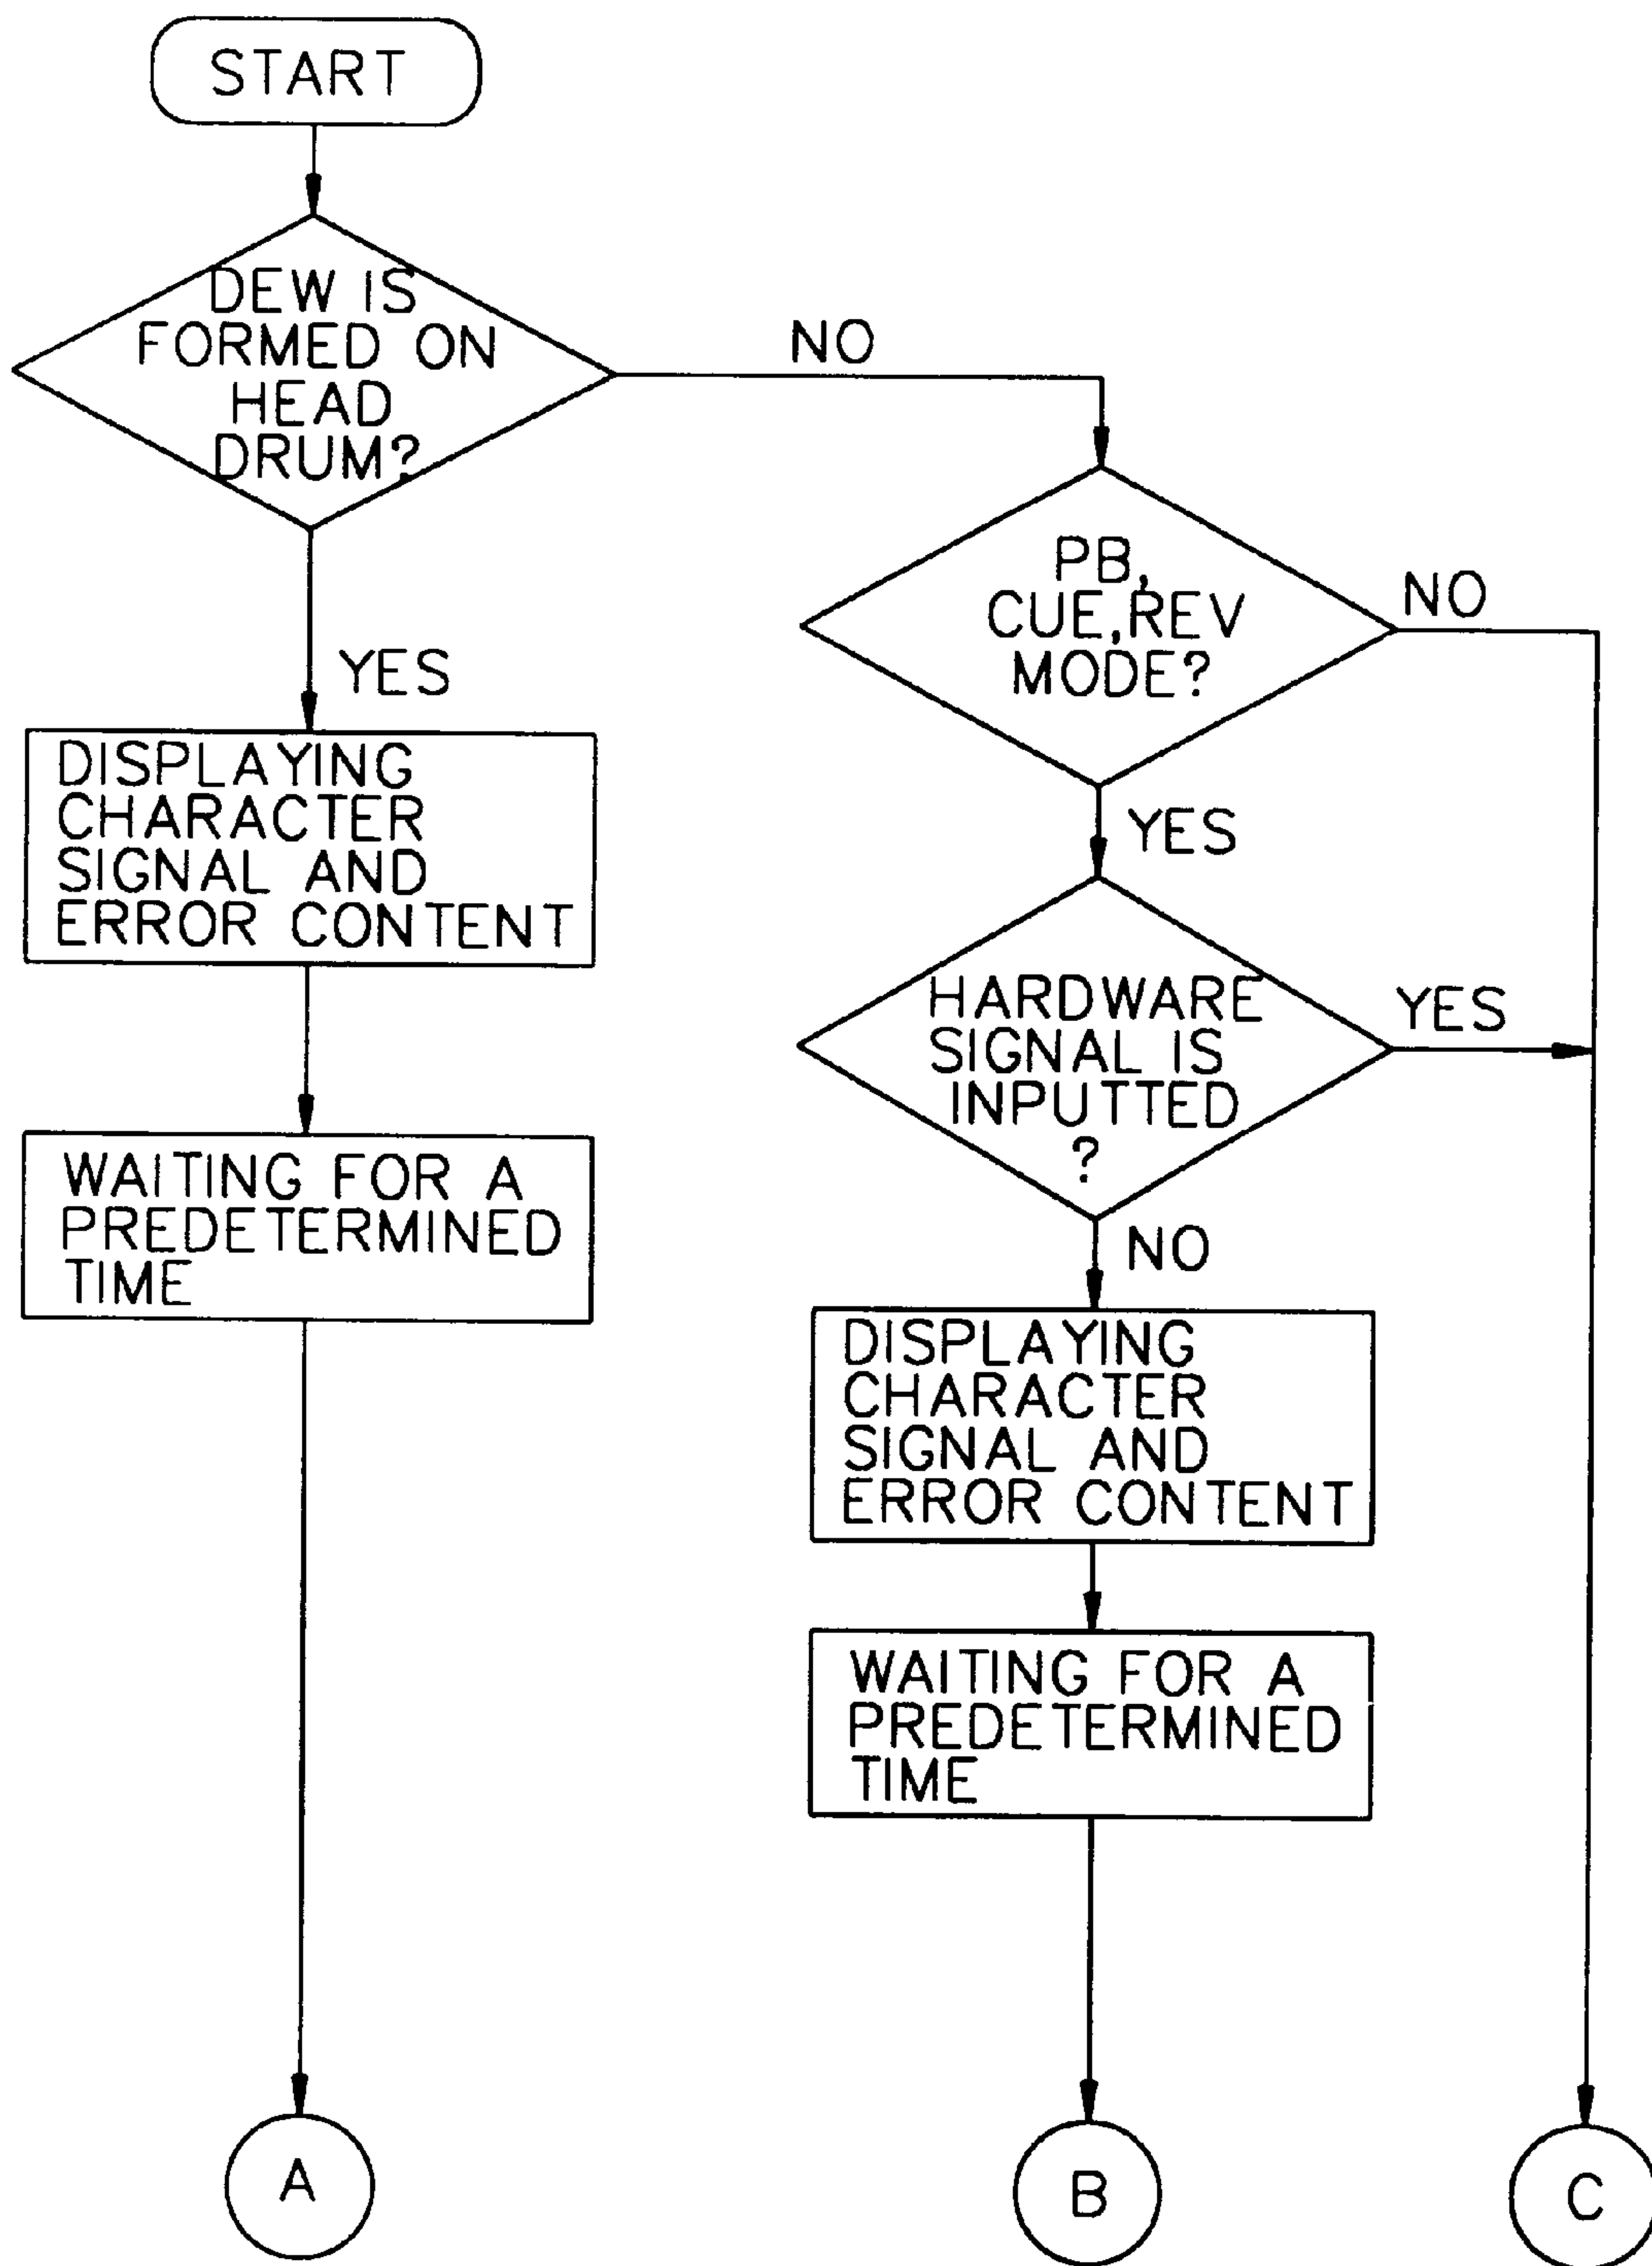 START
DEW IS
FORMED ON
HEAD
DRUM?
NO
YES
DISPLAYING
CHARACTER
SIGNAL AND
ERROR CONTENT
WAITING FOR A
PREDETERMINED
TIME
A
PB,
CUE,REV
MODE?
NO
YES
HARDWARE
SIGNAL IS
INPUTTED
?
YES
NO
DISPLAYING
CHARACTER
SIGNAL AND
ERROR CONTENT
WAITING FOR A
PREDETERMINED
TIME
B
C